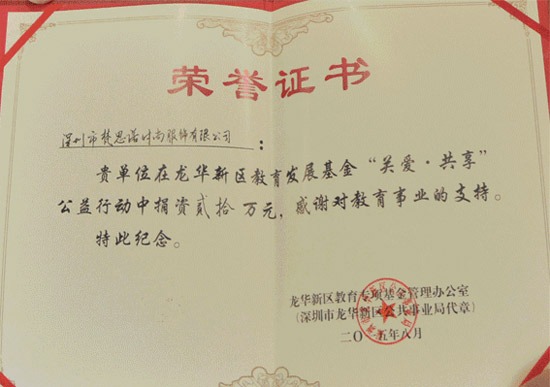 荣誉证书
深圳市梵思诺时尚服饰有限公司：
贵单位在龙华新区教育发展基金“关爱·共享”
公益行动中捐资贰拾万元，感谢对教育事业的支持。
特此纪念。
龙华新区教育专项基金管理办公室
（深圳市龙华新区公共事业局代章）
二〇一五年八月